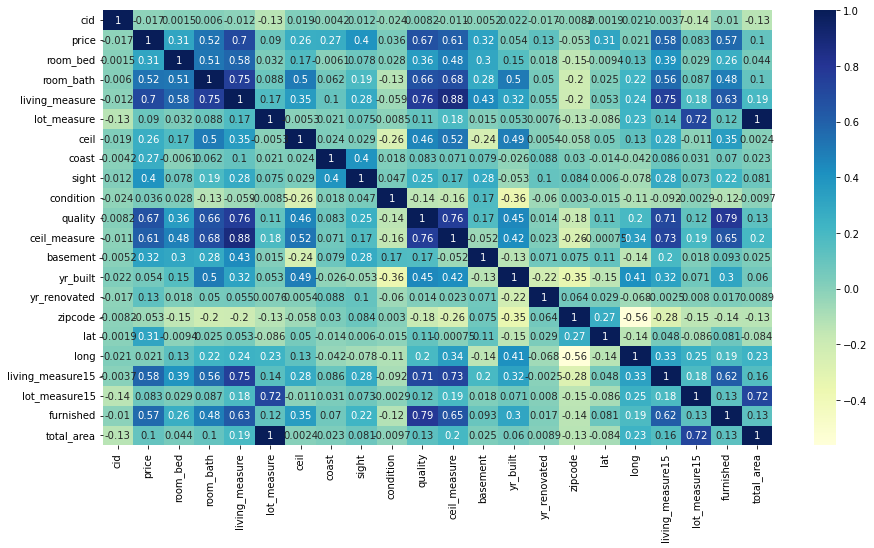 cid 1 -0.017 0.0015 0.006 -0.012 -0.13 0.019 -0.0042 0.012 -0.024 0.0082 -0.011 0.0052 0.022 -0.017 -0.0082 -0.0019 0.021 -0.0037 -0.14 -0.01 -0.13
price -0.017 1 0.31 0.52 0.7 0.09 0.26 0.27 0.4 0.036 0.67 0.61 0.32 0.054 0.13 -0.053 0.31 0.021 0.58 0.083 0.57 0.1
room_bed 0.0015 0.31 1 0.51 0.58 0.032 0.17 -0.0061 0.078 0.028 0.36 0.48 0.3 0.15 0.018 -0.15 -0.0094 0.13 0.39 0.029 0.26 0.044
room_bath -0.006 0.52 0.51 1 0.75 0.088 0.5 0.062 0.19 -0.13 0.66 0.68 0.28 0.5 0.05 -0.2 0.025 0.22 0.56 0.087 0.48 0.1
living_measure -0.012 0.7 0.58 0.75 1 0.17 0.35 0.1 0.28 -0.059 0.76 0.88 0.43 0.32 0.055 -0.2 0.053 0.24 0.75 0.18 0.63 0.19
lot_measure -0.13 0.09 0.032 0.088 0.17 1 0.0053 0.021 0.075 0.0085 0.11 0.18 0.015 0.053 0.0076 -0.13 -0.086 0.23 0.14 0.72 0.12 1
ceil 0.019 0.26 0.17 0.5 0.35 -0.0053 1 0.024 0.029 -0.26 0.46 0.52 -0.24 0.49 0.0054 -0.058 0.05 0.13 0.28 -0.011 0.35 0.0024
coast -0.0042 0.27 -0.0061 0.062 0.1 0.021 0.024 1 0.4 0.018 0.083 0.071 0.079 -0.026 0.088 0.03 -0.014 -0.042 0.086 0.031 0.07 0.023
sight 0.012 0.4 0.078 0.19 0.28 0.075 0.029 0.4 1 0.047 0.25 0.17 0.28 -0.053 0.1 0.084 0.006 -0.078 0.28 0.073 0.22 0.081
condition -0.024 0.036 0.028 -0.13 -0.059 0.0085 -0.26 0.018 0.047 1 -0.14 -0.16 0.17 -0.36 -0.06 0.003 -0.015 -0.11 -0.092 0.0029 -0.12 -0.0097
quality 0.0082 0.67 0.36 0.66 0.76 0.11 0.46 0.083 0.25 -0.14 1 0.76 0.17 0.45 0.014 -0.18 0.11 0.2 0.71 0.12 0.79 0.13
ceil_measure -0.011 0.61 0.48 0.68 0.88 0.18 0.52 0.071 0.17 -0.16 0.76 1 -0.052 0.42 0.023 -0.26 0.34 0.73 0.19 0.65 0.2
basement -0.0052 0.32 0.3 0.28 0.43 0.015 -0.24 0.079 0.28 0.17 0.17 -0.052 1 -0.13 0.071 0.075 0.11 -0.14 0.2 0.018 0.093 0.025
yr_built 0.022 0.054 0.15 0.5 0.32 0.053 0.49 -0.026 -0.053 -0.36 0.45 0.42 -0.13 1 -0.22 -0.35 -0.15 0.41 0.32 0.071 0.3 0.06
yr_renovated -0.017 0.13 0.018 0.05 0.055 0.0076 0.0054 0.088 0.1 -0.06 0.014 0.023 0.071 -0.22 1 0.064 0.029 -0.068 0.0025 0.008 0.017 0.0089
zipcode -0.0082 -0.053 -0.15 -0.2 -0.2 -0.13 -0.058 0.03 0.084 0.003 -0.18 -0.26 0.075 -0.35 0.064 1 0.27 -0.56 -0.28 -0.15 -0.14 -0.13
lat -0.0019 0.31 -0.0094 0.025 0.053 -0.086 0.05 -0.014 0.006 -0.015 0.11 0.00075 0.11 -0.15 0.029 0.27 1 -0.14 0.048 -0.086 0.081 -0.084
long 0.021 0.021 0.13 0.22 0.24 0.23 0.13 -0.042 -0.078 -0.11 0.2 0.34 -0.14 0.41 -0.068 -0.56 -0.14 1 0.33 0.25 0.19 0.23
living_measure15 -0.0037 0.58 0.39 0.56 0.75 0.14 0.28 0.086 0.28 -0.092 0.71 0.73 0.2 0.32 -0.0025 -0.28 0.048 0.33 1 0.18 0.62 0.16
lot_measure15 -0.14 0.083 0.029 0.087 0.18 0.72 -0.011 0.031 0.073 0.0029 0.12 0.19 0.018 0.071 0.008 -0.15 -0.086 0.25 0.18 1 0.13 0.72
furnished -0.01 0.57 0.26 0.48 0.63 0.12 0.35 0.07 0.22 -0.12 0.79 0.65 0.093 0.3 0.017 -0.14 0.081 0.19 0.62 0.13 1 0.13
total_area -0.13 0.1 0.044 0.1 0.19 1 0.0024 0.023 0.081 -0.0097 0.13 0.2 0.025 0.06 0.0089 -0.13 -0.084 0.23 0.16 0.72 0.13 1
cid price room_bed room_bath living_measure lot_measure ceil coast sight condition quality ceil_measure basement yr_built yr_renovated zipcode lat long living_measure15 lot_measure15 furnished total_area
1.0
0.8
0.6
0.4
0.2
0.0
−0.2
−0.4